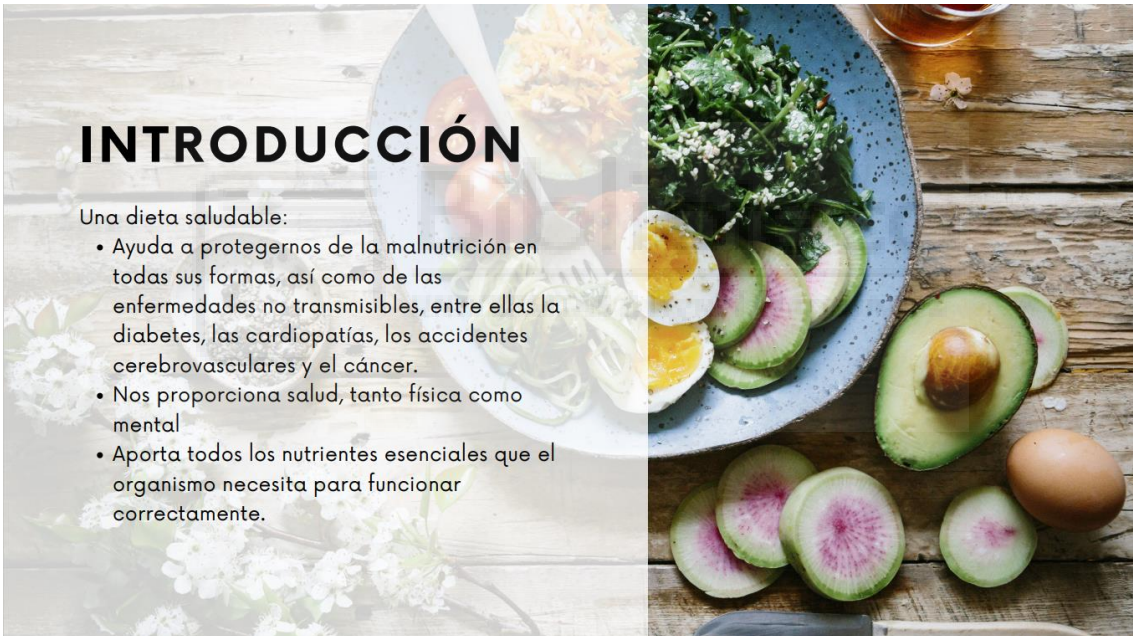 INTRODUCCIÓN
Una dieta saludable:
• Ayuda a protegernos de la malnutrición en
todas sus formas, así como de las
enfermedades no transmisibles, entre ellas la
diabetes, las cardiopatías, los accidentes
cerebrovasculares y el cáncer.
• Nos proporciona salud, tanto física como
mental
• Aporta todos los nutrientes esenciales que el
organismo necesita para funcionar
correctamente.